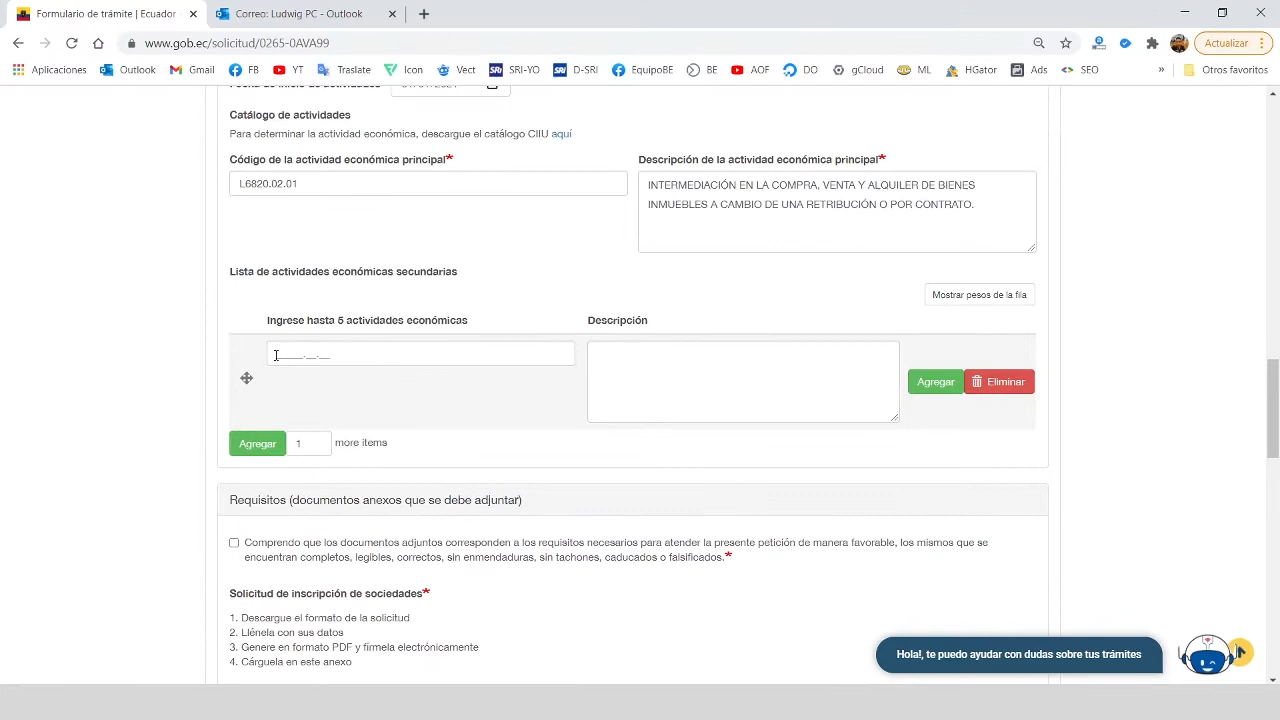 Formulario de trámite | Ecuador
Correo: Ludwig PC - Outlook
www.gob.ec/solicitud/0265-0AVA99
Actualizar
Aplicaciones
Outlook
Gmail
FB
YT
Traslate
Icon
Vect
SRI-YO
D-SRI
EquipoBE
BE
AOF
DO
gCloud
ML
HGator
Ads
SEO
»
Otros favoritos
Catálogo de actividades
Para determinar la actividad económica, descargue el catálogo CIIU aquí
Código de la actividad económica principal*
Descripción de la actividad económica principal*
L6820.02.01
INTERMEDIACIÓN EN LA COMPRA, VENTA Y ALQUILER DE BIENES
INMUEBLES A CAMBIO DE UNA RETRIBUCIÓN O POR CONTRATO.
Lista de actividades económicas secundarias
Mostrar pesos de la fila
Ingrese hasta 5 actividades económicas
Descripción
_____.__.__
Agregar
Eliminar
Agregar
1
more items
Requisitos (documentos anexos que se debe adjuntar)
Comprendo que los documentos adjuntos corresponden a los requisitos necesarios para atender la presente petición de manera favorable, los mismos que se
encuentran completos, legibles, correctos, sin enmendaduras, sin tachones, caducados o falsificados.*
Solicitud de inscripción de sociedades*
1. Descargue el formato de la solicitud
2. Llénela con sus datos
3. Genere en formato PDF y fírmela electrónicamente
4. Cárguela en este anexo
Hola!, te puedo ayudar con dudas sobre tus trámites